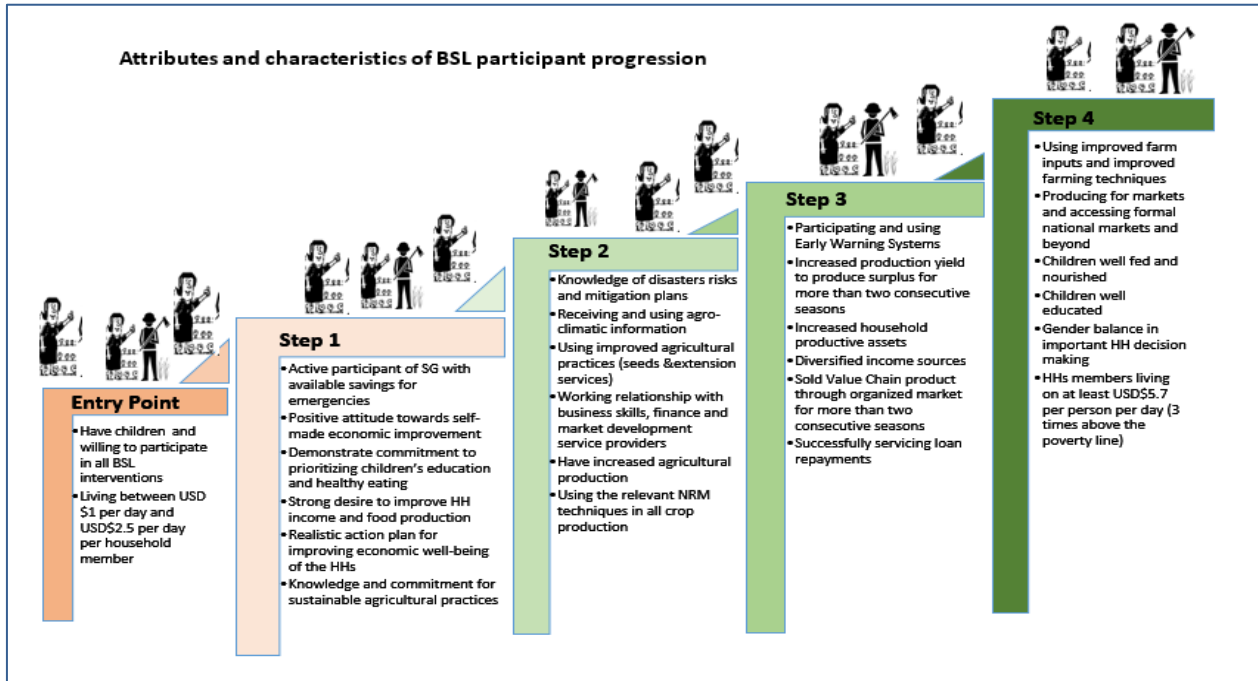 Attributes and characteristics of BSL participant progression
Entry Point
•Have children and
willing to participate
in all BSL
interventions
•Living between USD
$1 per day and
USD$2.5 per day
per household
member
Step 1
•Active participant of SG with
available savings for
emergencies
•Positive attitude towards self-
made economic improvement
•Demonstrate commitment to
prioritizing children's education
and healthy eating
•Strong desire to improve HH
income and food production
•Realistic action plan for
improving economic well-being
of the HHs
•Knowledge and commitment for
sustainable agricultural practices
Step 2
•Knowledge of disasters risks
and mitigation plans
•Receiving and using agro-
climatic information
•Using improved agricultural
practices (seeds &extension
services)
•Working relationship with
business skills, finance and
market development
service providers
•Have increased agricultural
production
•Using the relevant NRM
techniques in all crop
production
Step 3
•Participating and using
Early Warning Systems
•Increased production yield
to produce surplus for
more than two consecutive
seasons
•Increased household
productive assets
•Diversified income sources
•Sold Value Chain product
through organized market
for more than two
consecutive seasons
•Successfully servicing loan
repayments
Step 4
•Using improved farm
inputs and improved
farming techniques
•Producing for markets
and accessing formal
national markets and
beyond
•Children well fed and
nourished
•Children well
educated
•Gender balance in
important HH decision
making
•HHs members living
on at least USD$5.7
per person per day (3
times above the
poverty line)